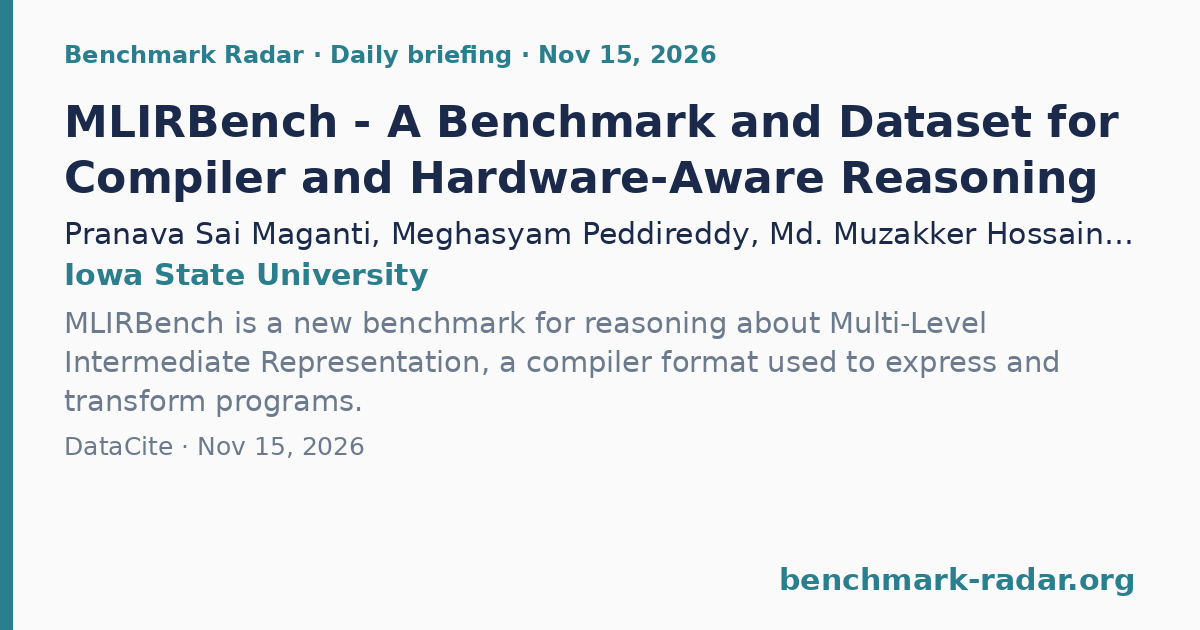 Benchmark Radar · Daily briefing · Nov 15, 2026
MLIRBench - A Benchmark and Dataset for
Compiler and Hardware-Aware Reasoning
Pranava Sai Maganti, Meghasyam Peddireddy, Md. Muzakker Hossain…
Iowa State University
MLIRBench is a new benchmark for reasoning about Multi-Level
Intermediate Representation, a compiler format used to express and
transform programs.
DataCite · Nov 15, 2026
benchmark-radar.org